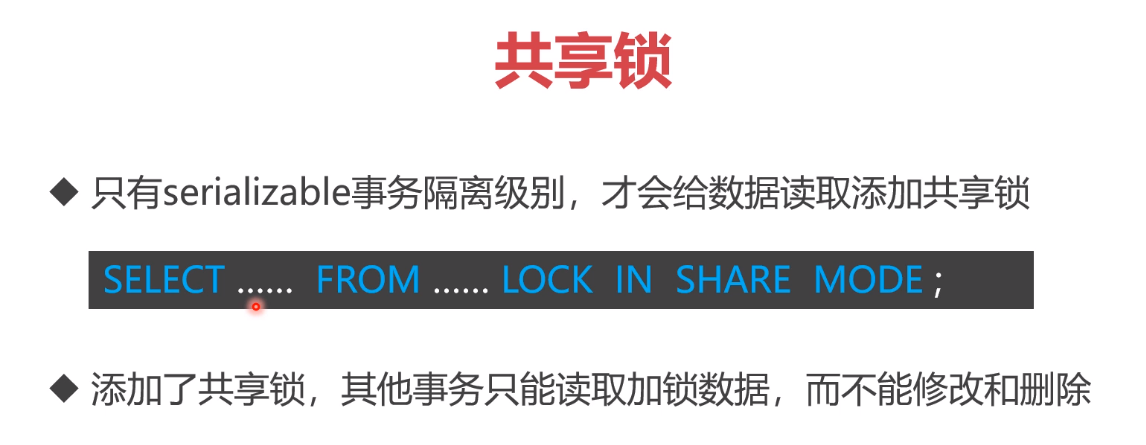 共享锁
◆ 只有serializable事务隔离级别，才会给数据读取添加共享锁
SELECT …… FROM …… LOCK IN SHARE MODE ;
◆ 添加了共享锁，其他事务只能读取加锁数据，而不能修改和删除